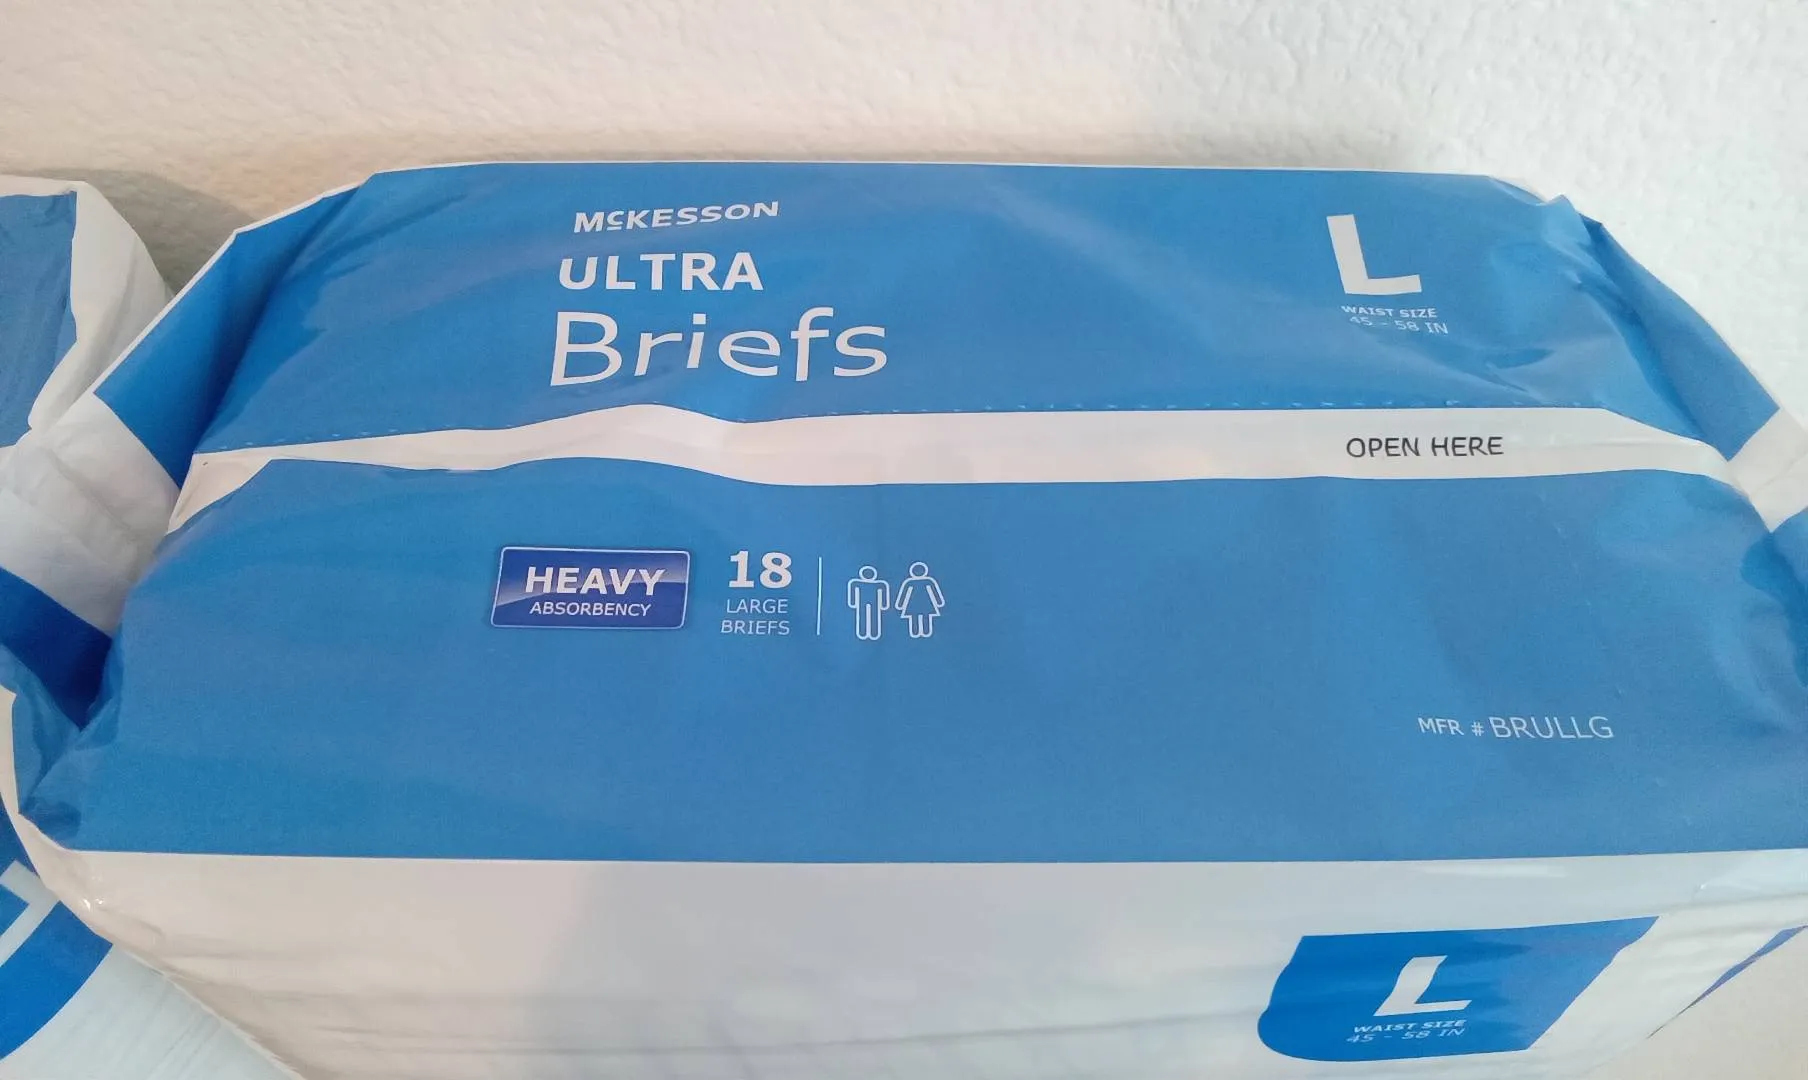 McKESSON
ULTRA
Briefs
L
WAIST SIZE
45 - 58 IN
OPEN HERE
HEAVY
ABSORBENCY
18
LARGE
BRIEFS
MFR # BRULLG
L
WAIST SIZE
45 - 58 IN